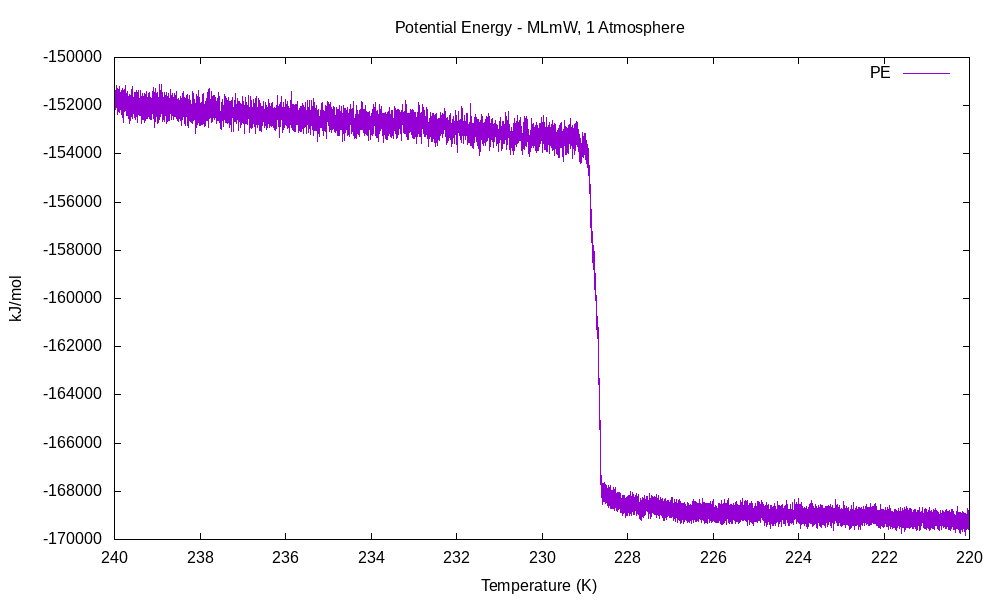 Potential Energy - MLmW, 1 Atmosphere
PE
-150000
-152000
-154000
-156000
-158000
-160000
-162000
-164000
-166000
-168000
-170000
kJ/mol
240 238 236 234 232 230 228 226 224 222 220
Temperature (K)